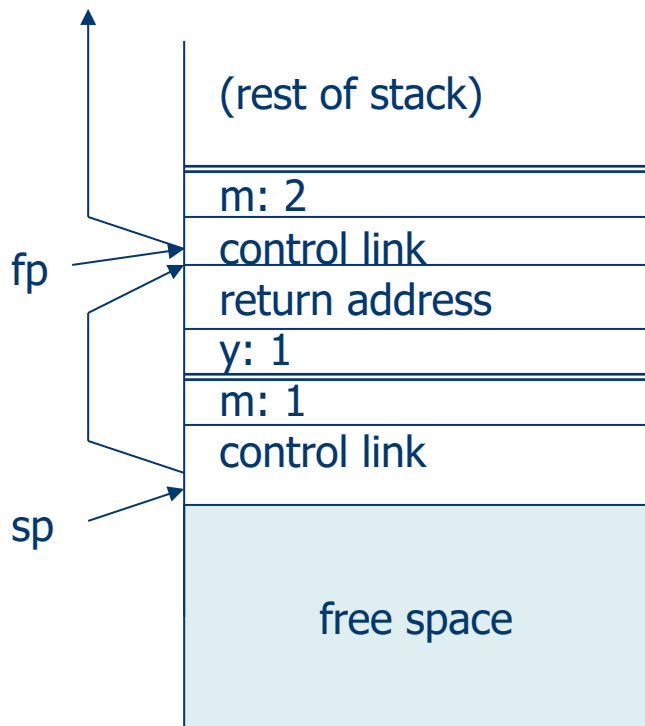 (rest of stack)
m: 2
control link
fp
return address
y: 1
m: 1
control link
sp
free space